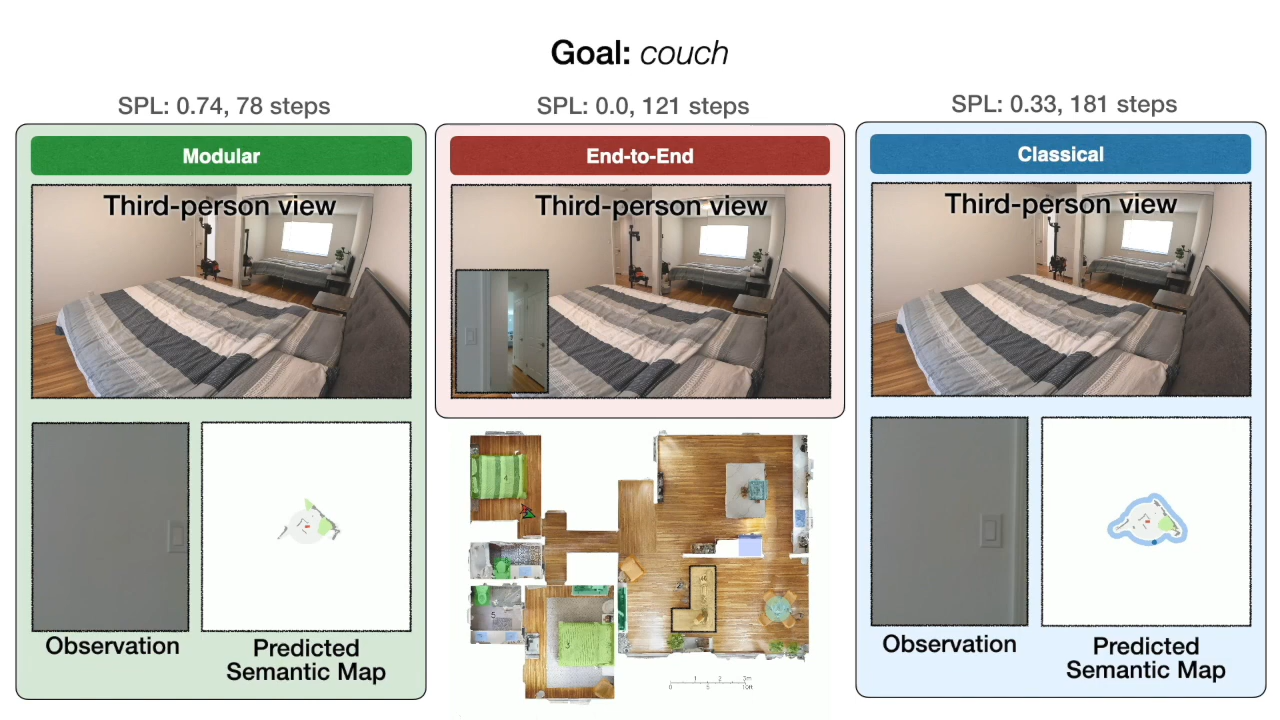 Goal: couch
SPL: 0.74, 78 steps
Modular
Third-person view
Observation
Predicted
Semantic Map
SPL: 0.0, 121 steps
End-to-End
Third-person view
SPL: 0.33, 181 steps
Classical
Third-person view
Observation
Predicted
Semantic Map